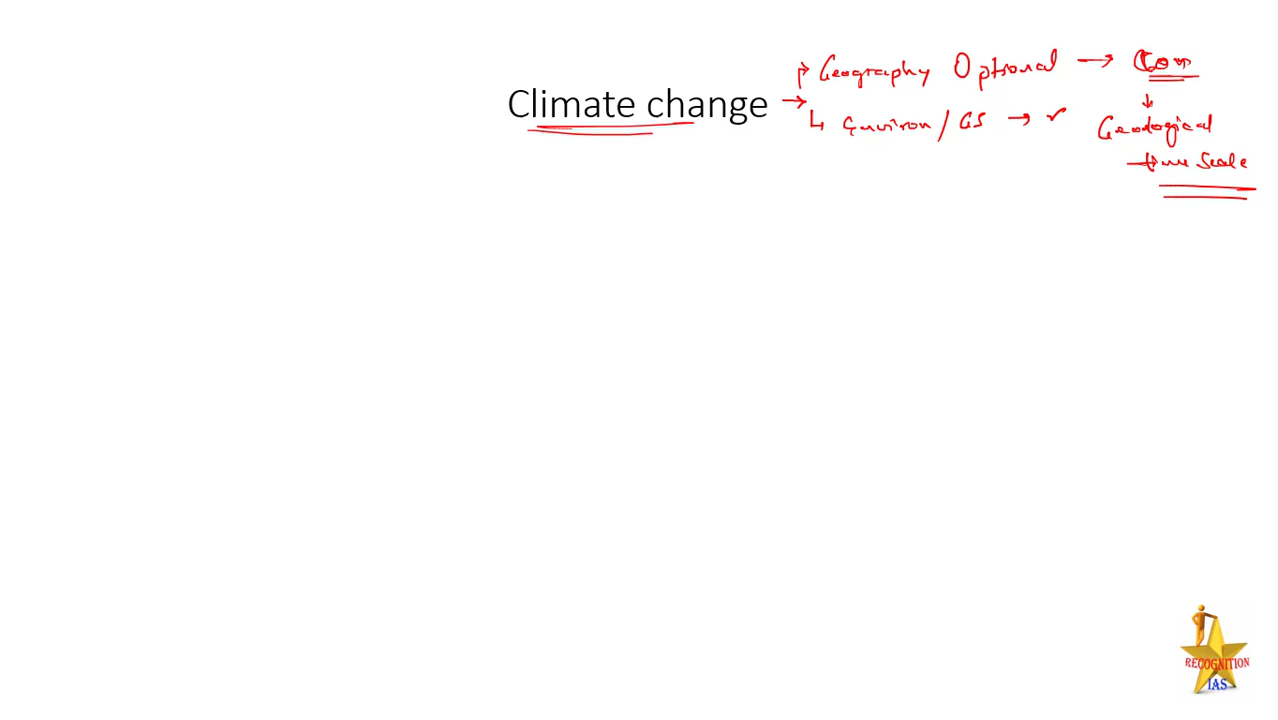 Climate change
→ Geography Optional →
↳ Environ/GS → ✓
↓
Geological
time Scale
RECOGNITION
IAS